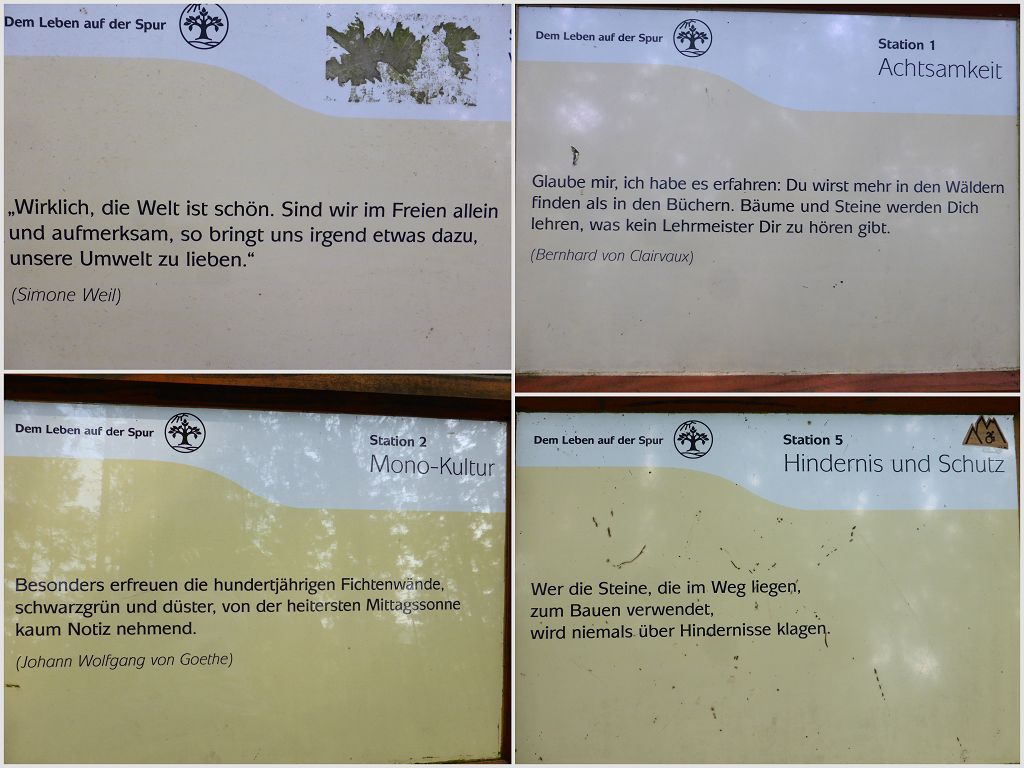 Dem Leben auf der Spur
„Wirklich, die Welt ist schön. Sind wir im Freien allein
und aufmerksam, so bringt uns irgend etwas dazu,
unsere Umwelt zu lieben.“
(Simone Weil)
Dem Leben auf der Spur
Station 1
Achtsamkeit
Glaube mir, ich habe es erfahren: Du wirst mehr in den Wäldern
finden als in den Büchern. Bäume und Steine werden Dich
lehren, was kein Lehrmeister Dir zu hören gibt.
(Bernhard von Clairvaux)
Dem Leben auf der Spur
Station 2
Mono-Kultur
Besonders erfreuen die hundertjährigen Fichtenwände,
schwarzgrün und düster, von der heitersten Mittagssonne
kaum Notiz nehmend.
(Johann Wolfgang von Goethe)
Dem Leben auf der Spur
Station 5
Hindernis und Schutz
Wer die Steine, die im Weg liegen,
zum Bauen verwendet,
wird niemals über Hindernisse klagen.